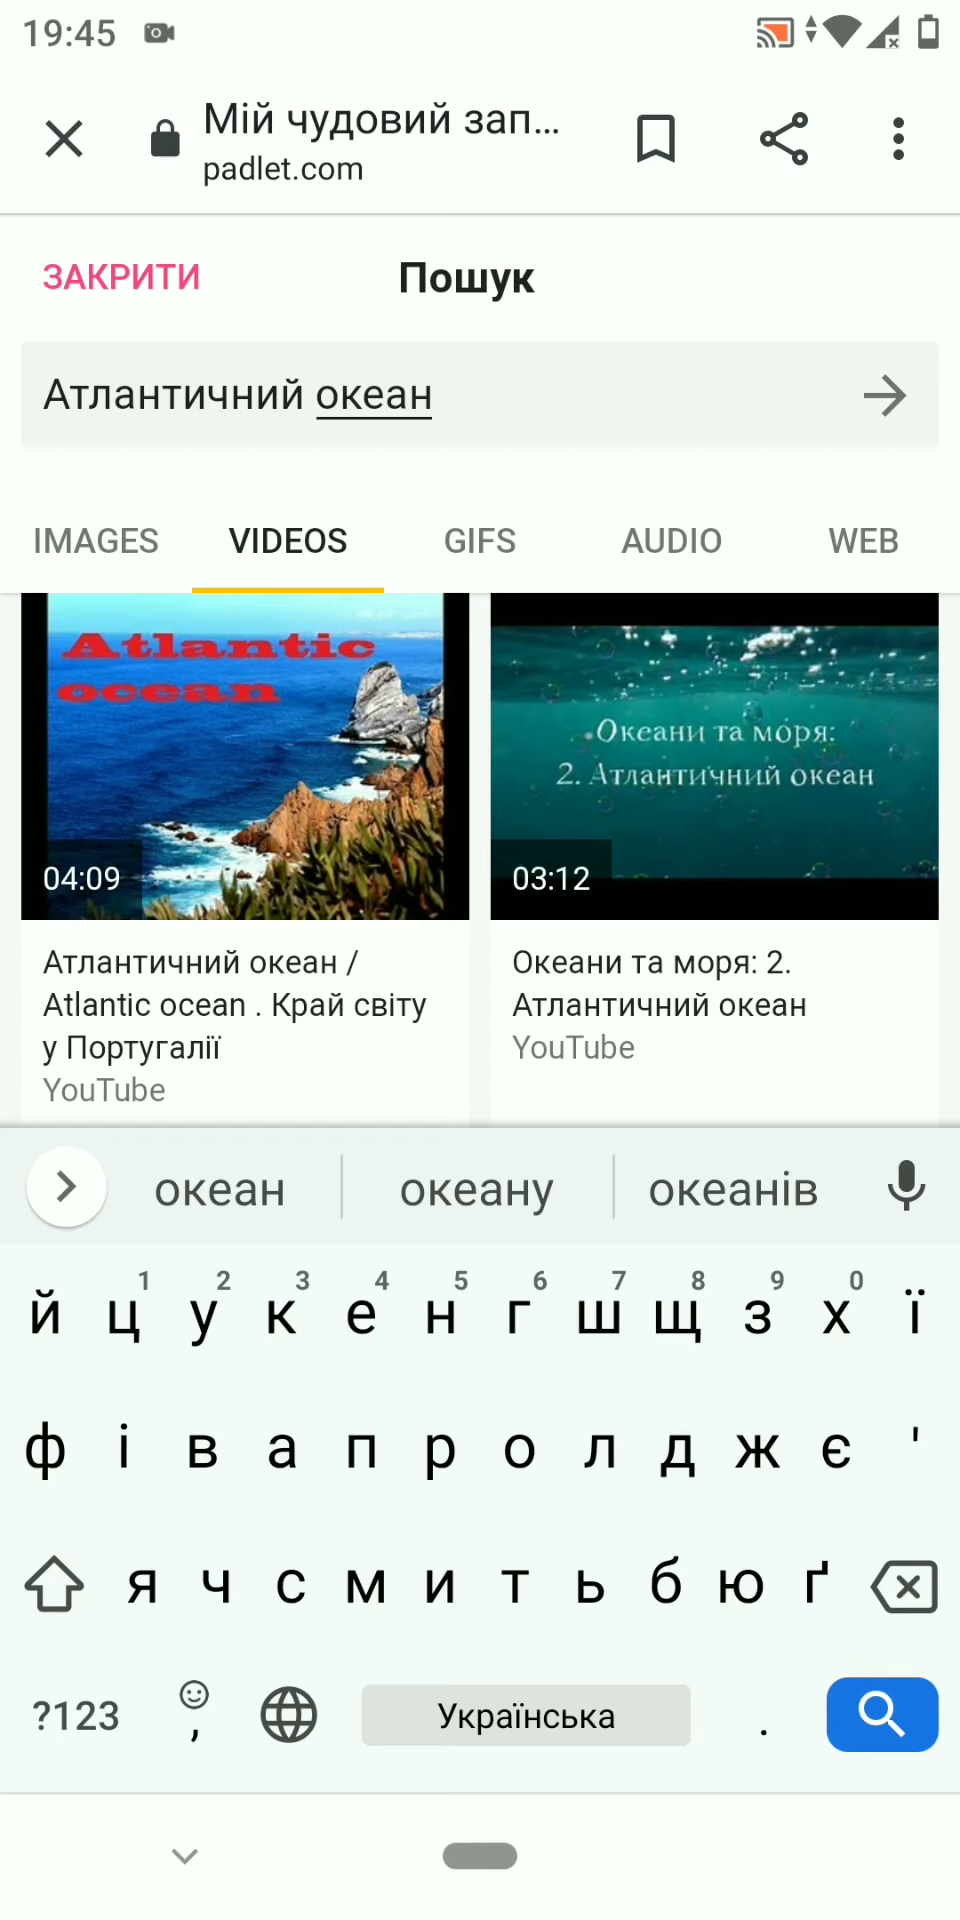 19:45
Мій чудовий зап...
padlet.com
ЗАКРИТИ
Пошук
Атлантичний океан
IMAGES VIDEOS GIFS AUDIO WEB
Atlantic
ocean
04:09
Океани та моря:
2. Атлантичний океан
03:12
Атлантичний океан /
Atlantic ocean . Край світу
у Португалії
YouTube
Океани та моря: 2.
Атлантичний океан
YouTube
океан океану океанів
1 2 3 4 5 6 7 8 9 0
й ц у к е н г ш щ з х ї
ф і в а п р о л д ж є '
я ч с м и т ь б ю ґ
?123 , Українська .